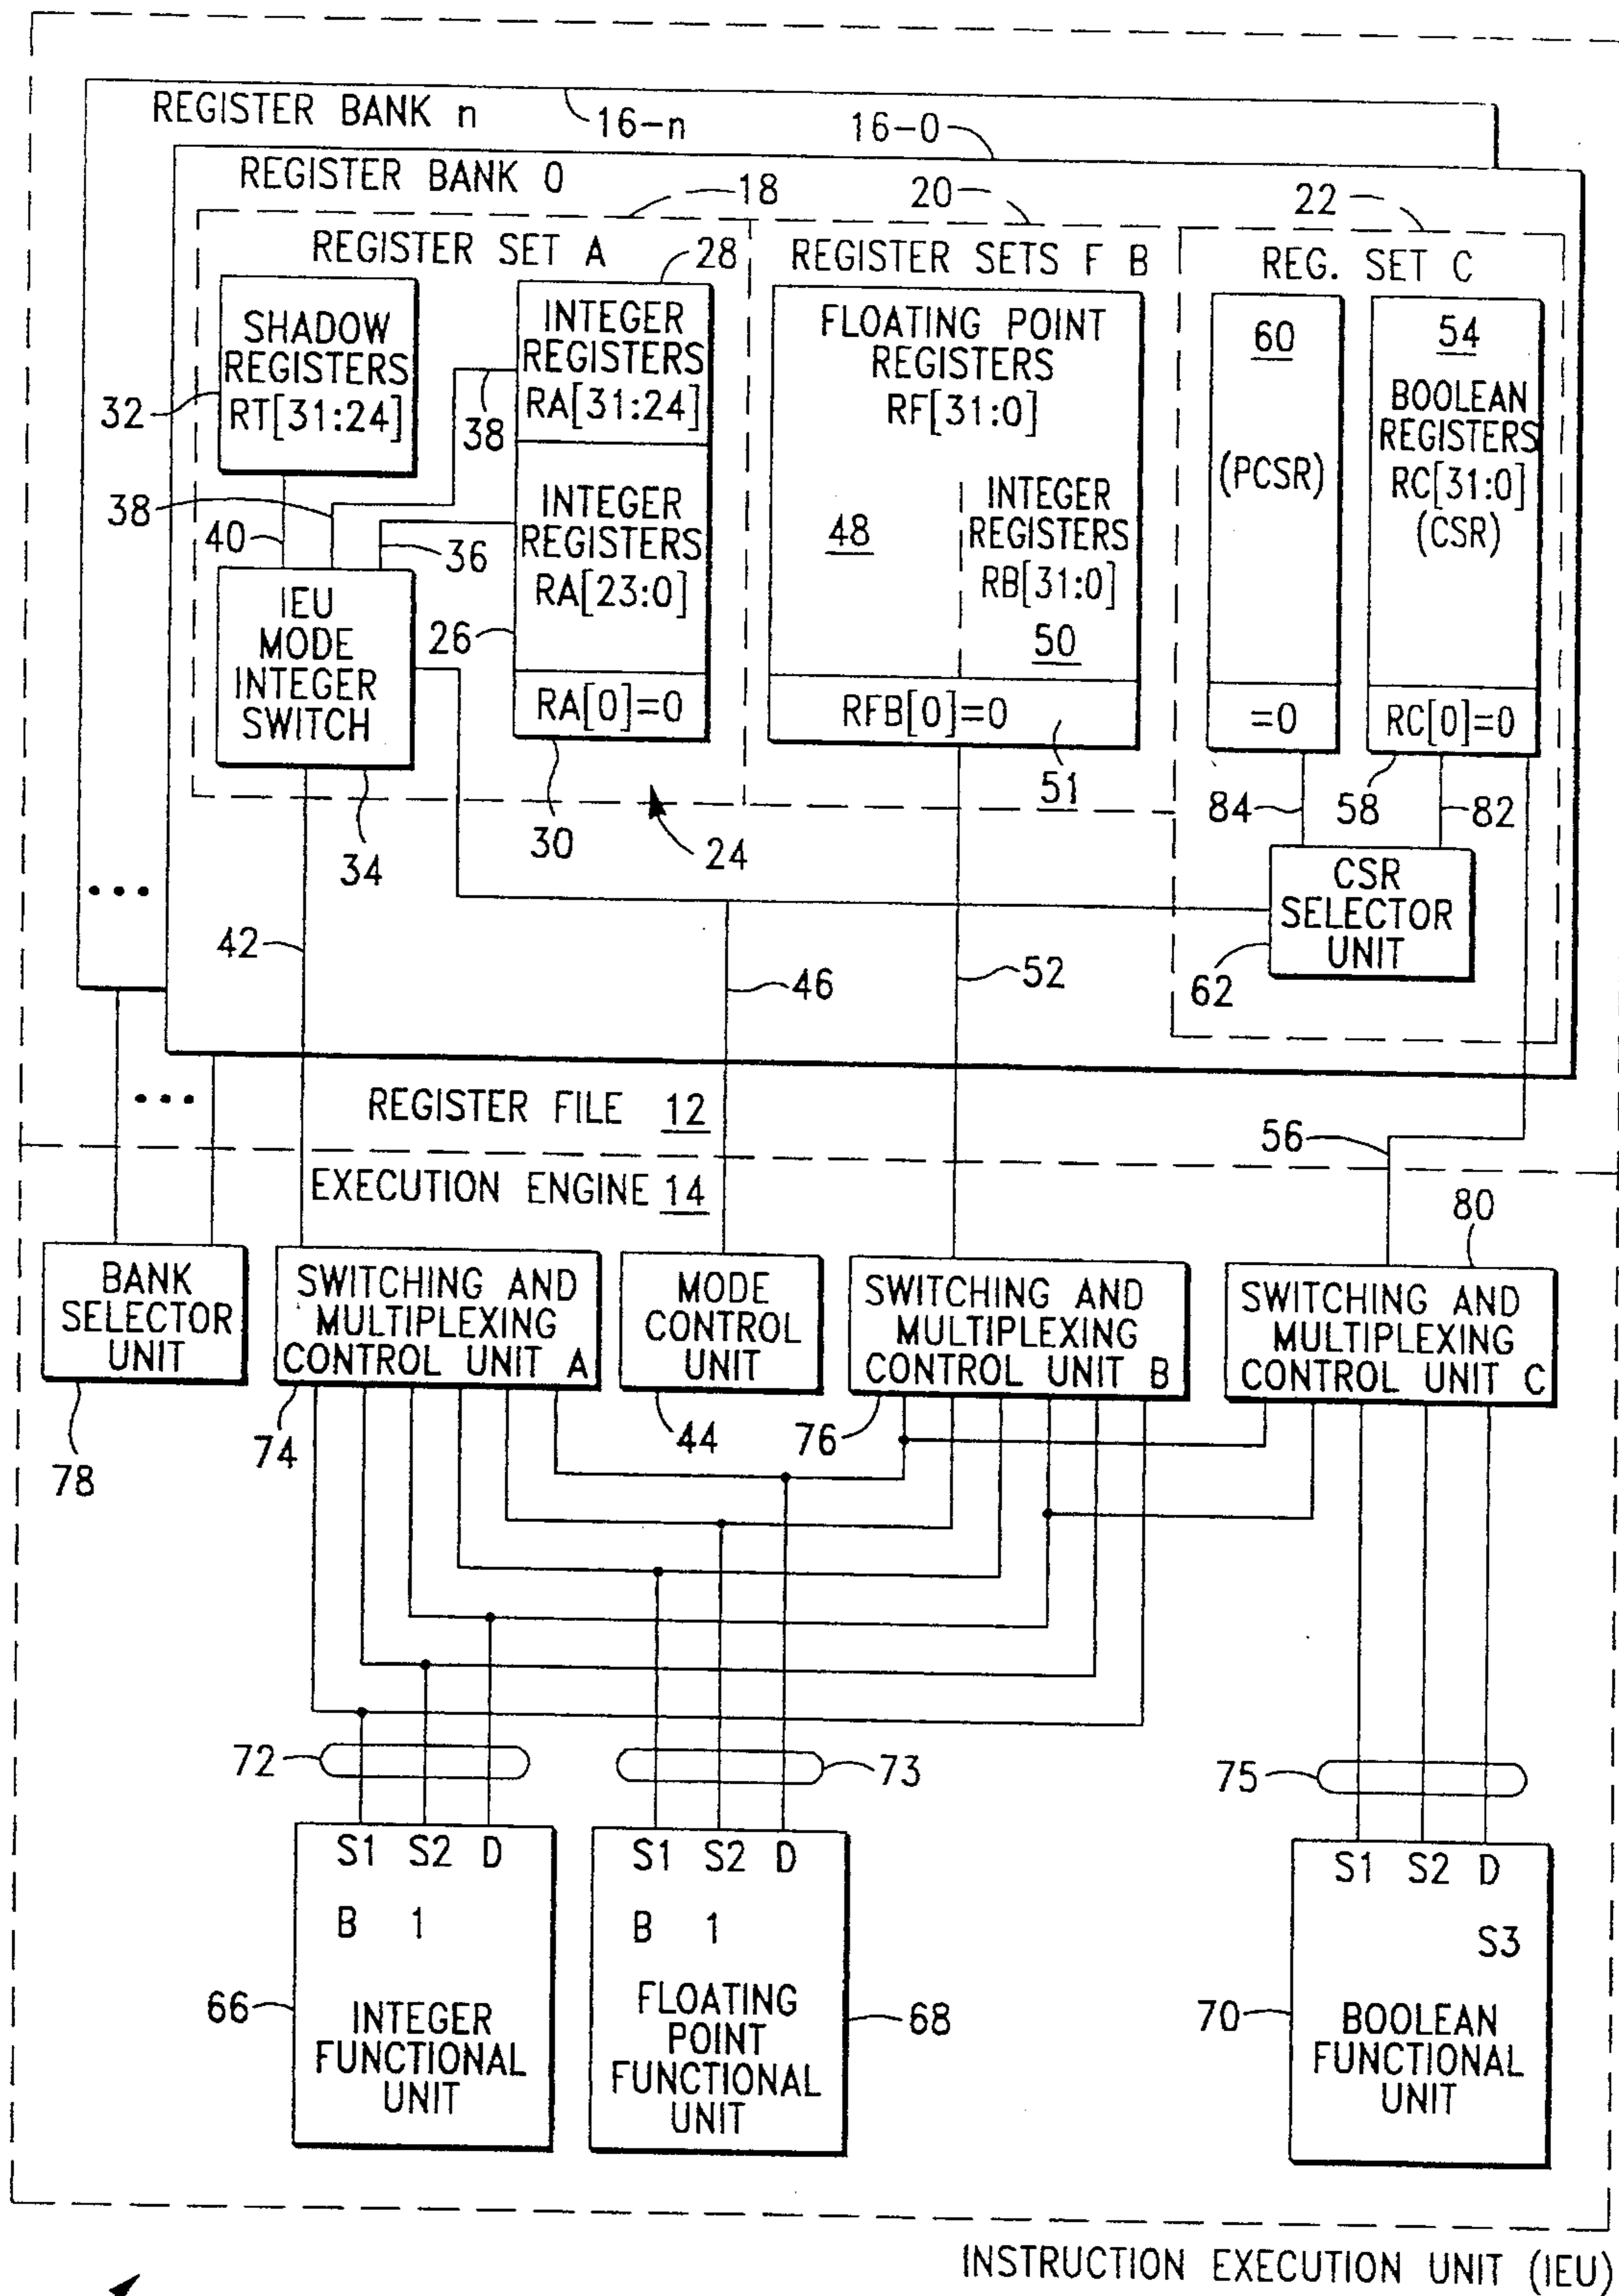 REGISTER BANK n
16-n
16-0
REGISTER BANK 0
18
20
22
REGISTER SET A
28
REGISTER SETS F B
REG. SET C
SHADOW
REGISTERS
RT[31:24]
32
INTEGER
REGISTERS
RA[31:24]
38
FLOATING POINT
REGISTERS
RF[31:0]
60
(PCSR)
54
BOOLEAN
REGISTERS
RC[31:0]
(CSR)
38
40
36
INTEGER
REGISTERS
RA[23:0]
48
INTEGER
REGISTERS
RB[31:0]
50
IEU
MODE
INTEGER
SWITCH
26
RA[0]=0
RFB[0]=0
=0
RC[0]=0
34
30
24
51
84
58
82
CSR
SELECTOR
UNIT
62
42
46
52
REGISTER FILE 12
56
EXECUTION ENGINE 14
80
BANK
SELECTOR
UNIT
SWITCHING AND
MULTIPLEXING
CONTROL UNIT A
MODE
CONTROL
UNIT
SWITCHING AND
MULTIPLEXING
CONTROL UNIT B
SWITCHING AND
MULTIPLEXING
CONTROL UNIT C
78
74
44
76
72
73
75
S1 S2 D
B 1
INTEGER
FUNCTIONAL
UNIT
66
S1 S2 D
B 1
FLOATING
POINT
FUNCTIONAL
UNIT
68
S1 S2 D
S3
BOOLEAN
FUNCTIONAL
UNIT
70
INSTRUCTION EXECUTION UNIT (IEU)